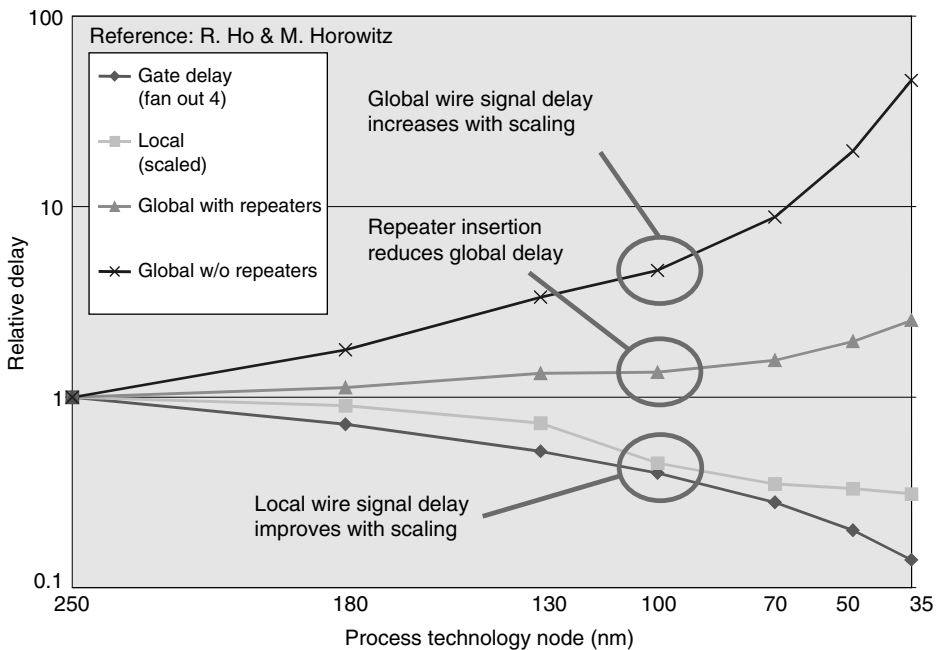 100
Reference: R. Ho & M. Horowitz
Gate delay
(fan out 4)
Local
(scaled)
Global with repeaters
Global w/o repeaters
Global wire signal delay
increases with scaling
10
Repeater insertion
reduces global delay
Relative delay
1
Local wire signal delay
improves with scaling
0.1
250
180
130
100
70
50
35
Process technology node (nm)